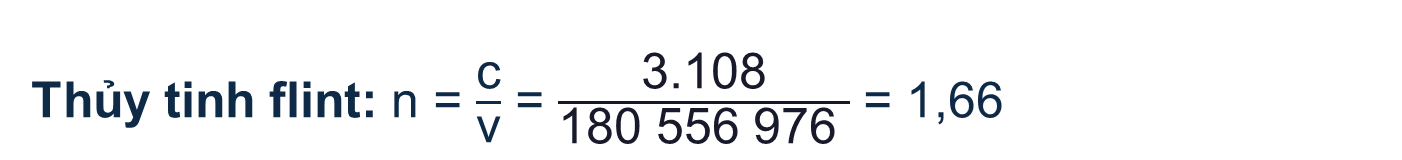 Thủy tinh flint: n = c/v = 3.108/180 556 976 = 1,66